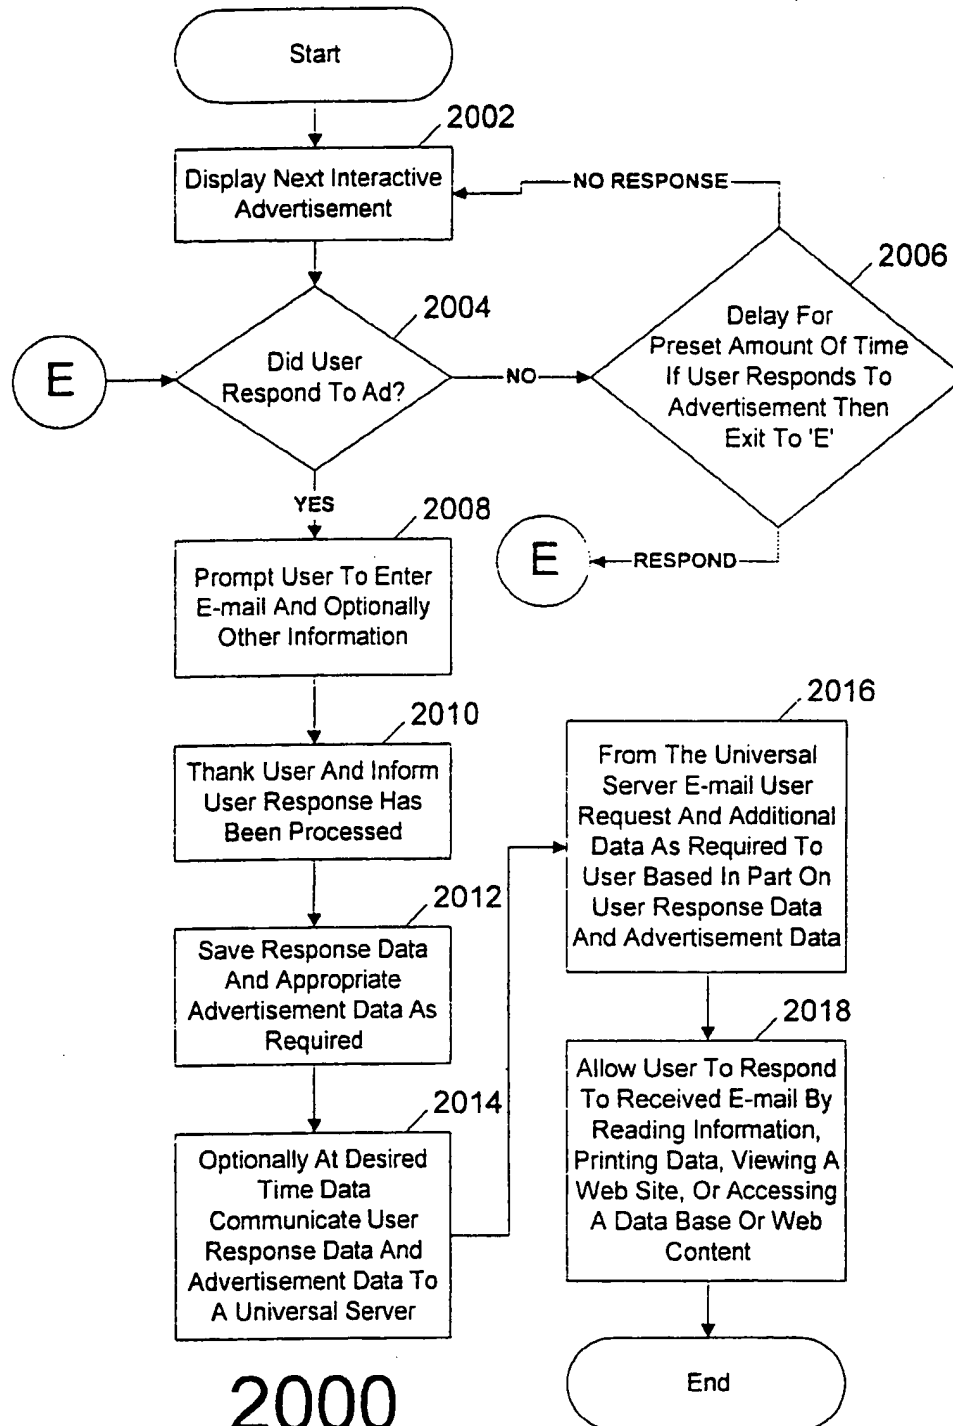 Start
2002
Display Next Interactive
Advertisement
NO RESPONSE
2006
Delay For
Preset Amount Of Time
If User Responds To
Advertisement Then
Exit To 'E'
2004
Did User
Respond To Ad?
E
NO
YES
E
RESPOND
2008
Prompt User To Enter
E-mail And Optionally
Other Information
2010
Thank User And Inform
User Response Has
Been Processed
2012
Save Response Data
And Appropriate
Advertisement Data As
Required
2014
Optionally At Desired
Time Data
Communicate User
Response Data And
Advertisement Data To
A Universal Server
2016
From The Universal
Server E-mail User
Request And Additional
Data As Required To
User Based In Part On
User Response Data
And Advertisement Data
2018
Allow User To Respond
To Received E-mail By
Reading Information,
Printing Data, Viewing A
Web Site, Or Accessing
A Data Base Or Web
Content
End
2000